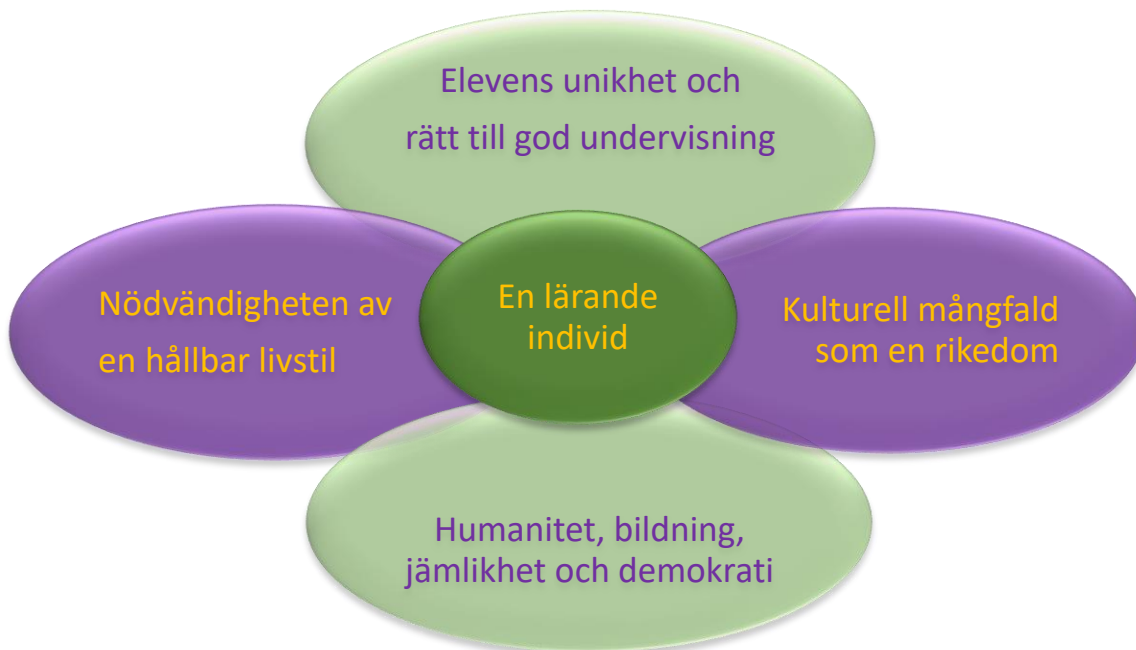 Elevens unikhet och
rätt till god undervisning
Nödvändigheten av
en hållbar livstil
En lärande
individ
Kulturell mångfald
som en rikedom
Humanitet, bildning,
jämlikhet och demokrati